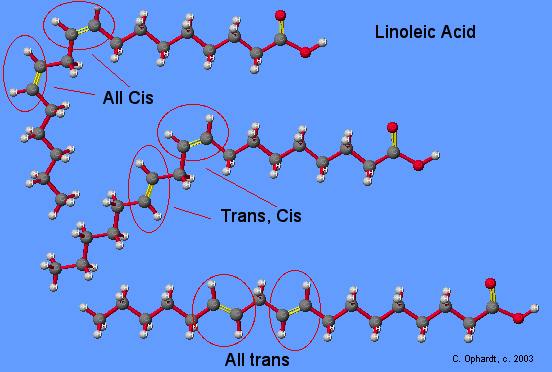 Linoleic Acid
All Cis
Trans, Cis
All trans
C. Ophardt, c. 2003